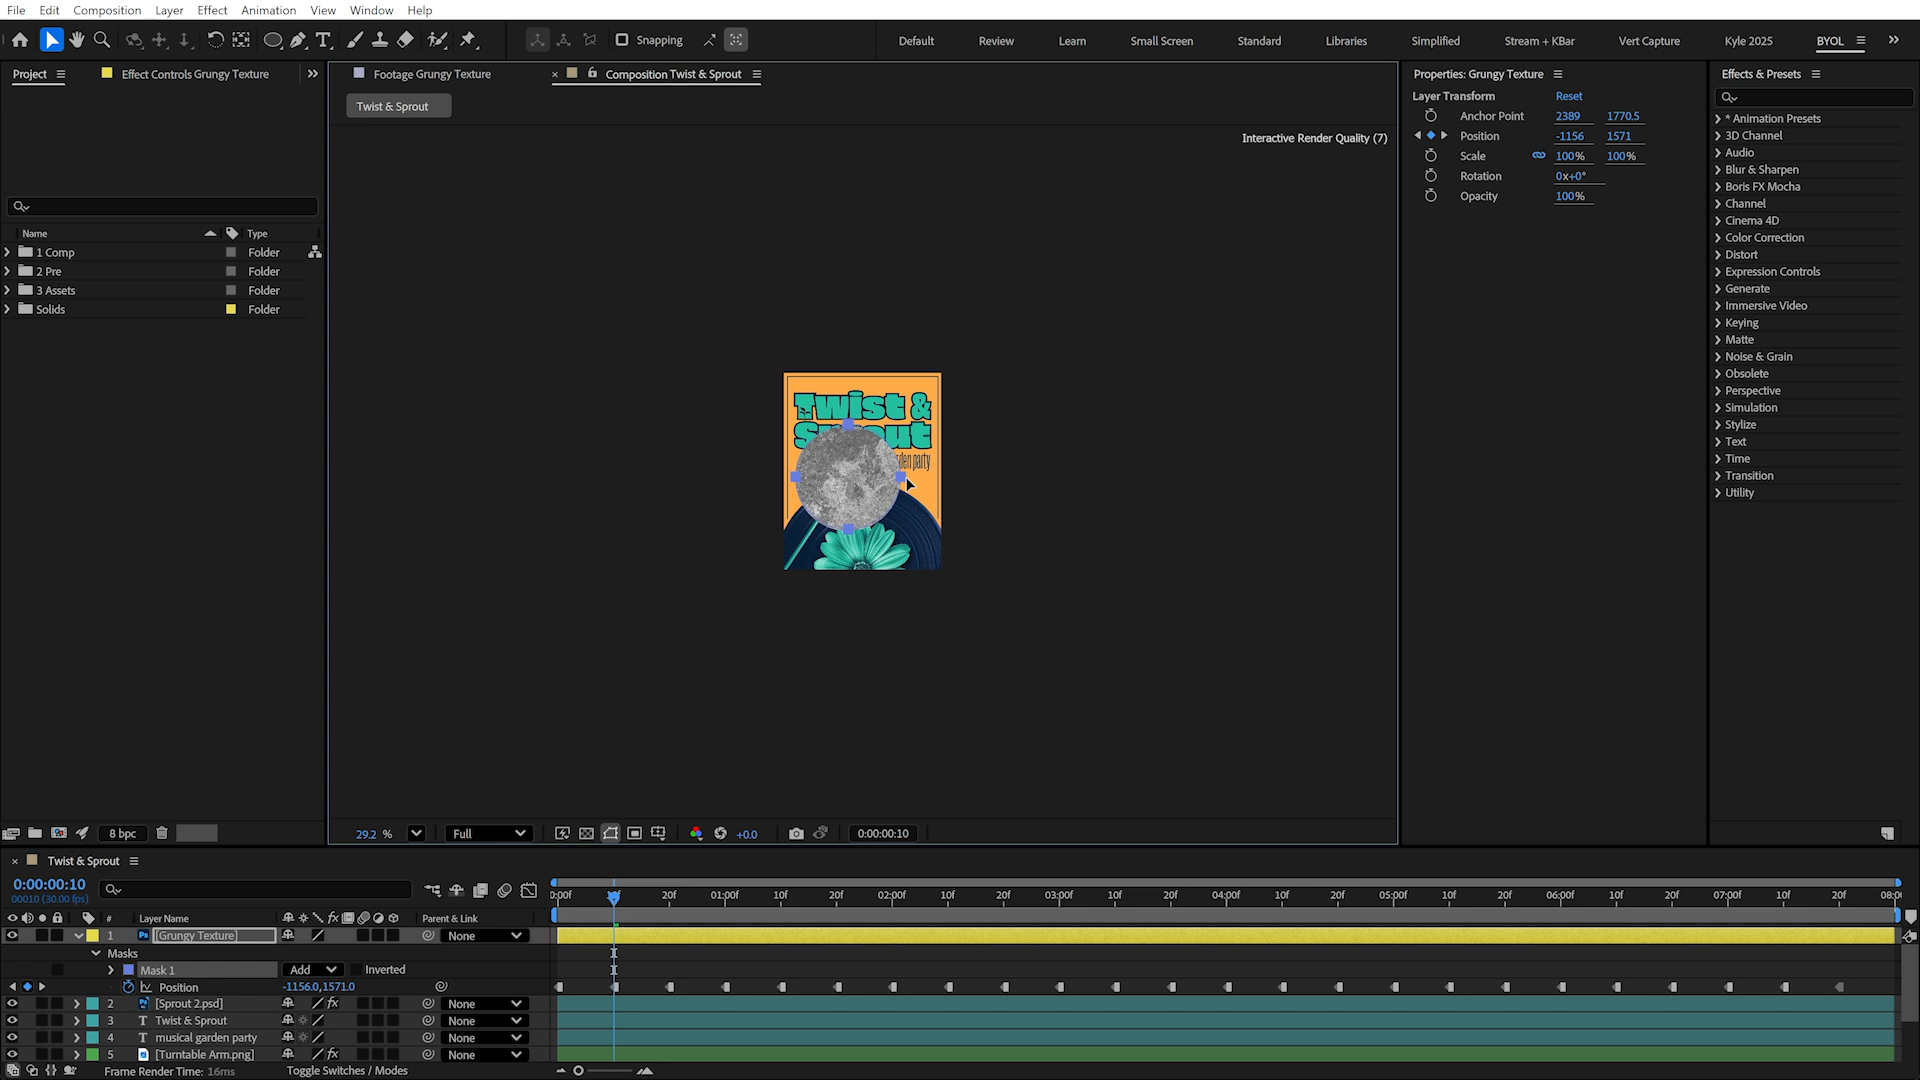 File Edit Composition Layer Effect Animation View Window Help
Snapping
Default Review Learn Small Screen Standard Libraries Simplified Stream + KBar Vert Capture Kyle 2025 BYOL
Project Effect Controls Grungy Texture
Footage Grungy Texture × Composition Twist & Sprout
Twist & Sprout
Interactive Render Quality (7)
Name Type
1 Comp Folder
2 Pre Folder
3 Assets Folder
Solids Folder
8 bpc
Twist &
rden party
29.2 % Full +0.0 0:00:00:10
Properties: Grungy Texture
Layer Transform Reset
Anchor Point 2389 1770.5
Position -1156 1571
Scale 100% 100%
Rotation 0x+0°
Opacity 100%
Effects & Presets
* Animation Presets
3D Channel
Audio
Blur & Sharpen
Boris FX Mocha
Channel
Cinema 4D
Color Correction
Distort
Expression Controls
Generate
Immersive Video
Keying
Matte
Noise & Grain
Obsolete
Perspective
Simulation
Stylize
Text
Time
Transition
Utility
× Twist & Sprout
0:00:00:10
00010 (30.00 fps)
0:00f 20f 01:00f 10f 20f 02:00f 10f 20f 03:00f 10f 20f 04:00f 10f 20f 05:00f 10f 20f 06:00f 10f 20f 07:00f 10f 20f 08:0
# Layer Name fx Parent & Link
1 Ps [Grungy Texture] None
Masks
Mask 1 Add Inverted
Position -1156.0,1571.0
2 [Sprout 2.psd] fx None
3 T Twist & Sprout None
4 T musical garden party None
5 [Turntable Arm.png] fx None
Frame Render Time: 16ms Toggle Switches / Modes